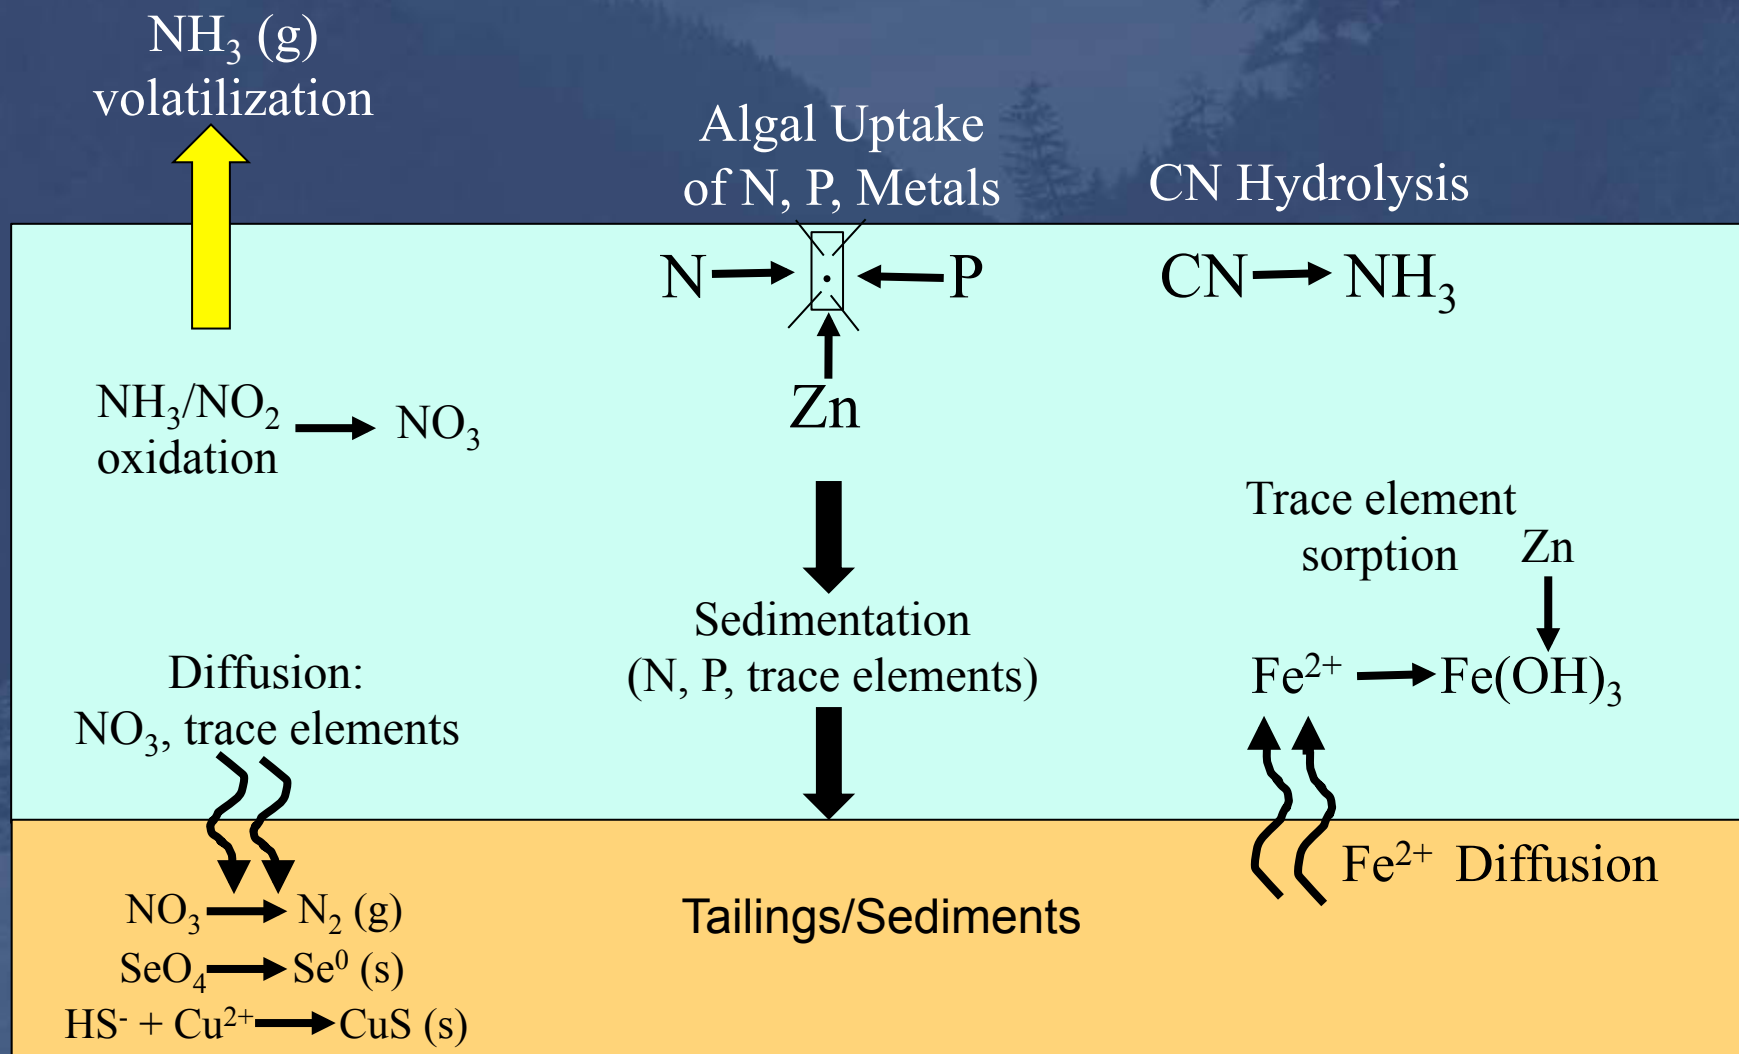 NH₃ (g)
volatilization
Algal Uptake
of N, P, Metals
CN Hydrolysis
N
P
CN
NH₃
Zn
NH₃/NO₂
oxidation
NO₃
Trace element
sorption
Zn
Sedimentation
(N, P, trace elements)
Diffusion:
NO₃, trace elements
Fe²⁺
Fe(OH)₃
Fe²⁺ Diffusion
Tailings/Sediments
NO₃ → N₂ (g)
SeO₄ → Se⁰ (s)
HS⁻ + Cu²⁺ → CuS (s)